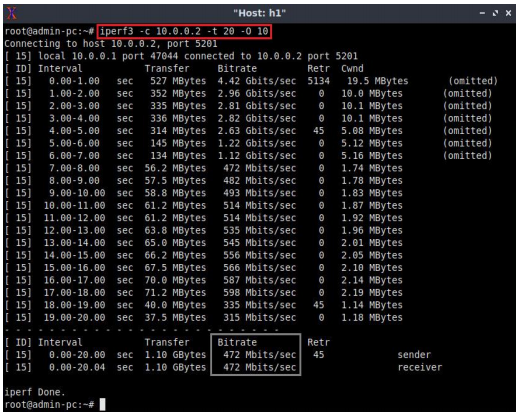 "Host: h1"
root@admin-pc:~# iperf3 -c 10.0.0.2 -t 20 -O 10
Connecting to host 10.0.0.2, port 5201
[ 15] local 10.0.0.1 port 47044 connected to 10.0.0.2 port 5201
[ ID] Interval Transfer Bitrate Retr Cwnd
[ 15] 0.00-1.00 sec 527 MBytes 4.42 Gbits/sec 5134 19.5 MBytes (omitted)
[ 15] 1.00-2.00 sec 352 MBytes 2.96 Gbits/sec 0 10.0 MBytes (omitted)
[ 15] 2.00-3.00 sec 335 MBytes 2.81 Gbits/sec 0 10.1 MBytes (omitted)
[ 15] 3.00-4.00 sec 336 MBytes 2.82 Gbits/sec 0 10.1 MBytes (omitted)
[ 15] 4.00-5.00 sec 314 MBytes 2.63 Gbits/sec 45 5.08 MBytes (omitted)
[ 15] 5.00-6.00 sec 145 MBytes 1.22 Gbits/sec 0 5.12 MBytes (omitted)
[ 15] 6.00-7.00 sec 134 MBytes 1.12 Gbits/sec 0 5.16 MBytes (omitted)
[ 15] 7.00-8.00 sec 56.2 MBytes 472 Mbits/sec 0 1.74 MBytes
[ 15] 8.00-9.00 sec 57.5 MBytes 482 Mbits/sec 0 1.78 MBytes
[ 15] 9.00-10.00 sec 58.8 MBytes 493 Mbits/sec 0 1.83 MBytes
[ 15] 10.00-11.00 sec 61.2 MBytes 514 Mbits/sec 0 1.87 MBytes
[ 15] 11.00-12.00 sec 61.2 MBytes 514 Mbits/sec 0 1.92 MBytes
[ 15] 12.00-13.00 sec 63.8 MBytes 535 Mbits/sec 0 1.96 MBytes
[ 15] 13.00-14.00 sec 65.0 MBytes 545 Mbits/sec 0 2.01 MBytes
[ 15] 14.00-15.00 sec 66.2 MBytes 556 Mbits/sec 0 2.05 MBytes
[ 15] 15.00-16.00 sec 67.5 MBytes 566 Mbits/sec 0 2.10 MBytes
[ 15] 16.00-17.00 sec 70.0 MBytes 587 Mbits/sec 0 2.14 MBytes
[ 15] 17.00-18.00 sec 71.2 MBytes 598 Mbits/sec 0 2.19 MBytes
[ 15] 18.00-19.00 sec 40.0 MBytes 335 Mbits/sec 45 1.14 MBytes
[ 15] 19.00-20.00 sec 37.5 MBytes 315 Mbits/sec 0 1.18 MBytes
- - - - - - - - - - - - - - - - - - - - - - - - -
[ ID] Interval Transfer Bitrate Retr
[ 15] 0.00-20.00 sec 1.10 GBytes 472 Mbits/sec 45 sender
[ 15] 0.00-20.04 sec 1.10 GBytes 472 Mbits/sec receiver
iperf Done.
root@admin-pc:~#